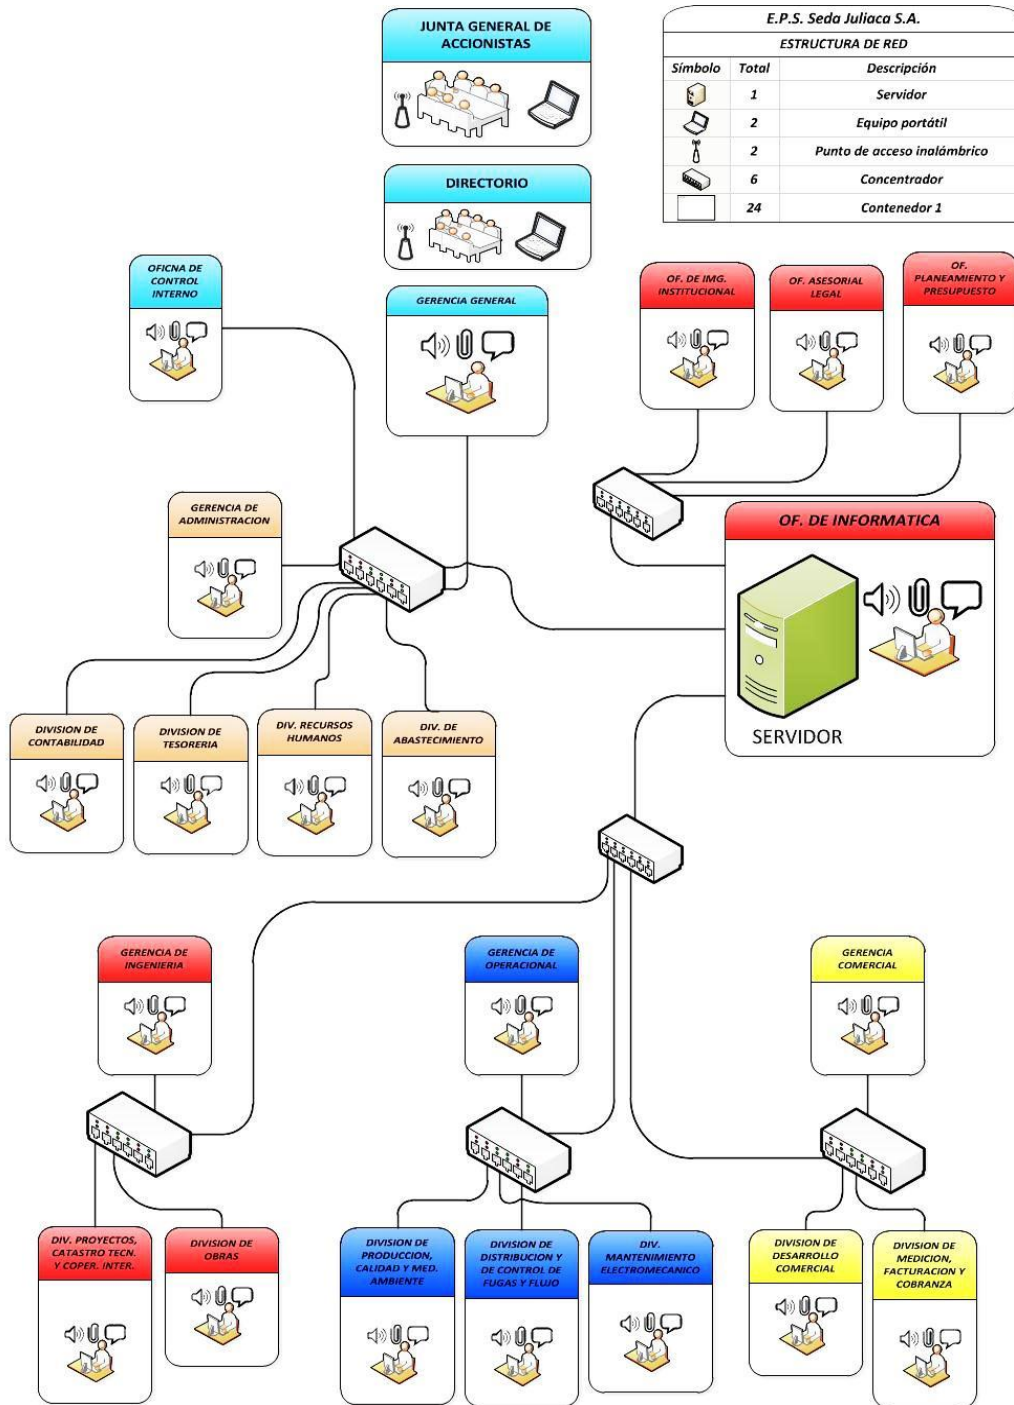 JUNTA GENERAL DE
ACCIONISTAS
E.P.S. Seda Juliaca S.A.
ESTRUCTURA DE RED
Símbolo Total Descripción
1 Servidor
2 Equipo portátil
2 Punto de acceso inalámbrico
6 Concentrador
24 Contenedor 1
DIRECTORIO
OFICNA DE
CONTROL
INTERNO
GERENCIA GENERAL
OF. DE IMG.
INSTITUCIONAL
OF. ASESORIAL
LEGAL
OF.
PLANEAMIENTO Y
PRESUPUESTO
GERENCIA DE
ADMINISTRACION
OF. DE INFORMATICA
SERVIDOR
DIVISION DE
CONTABILIDAD
DIVISION DE
TESORERIA
DIV. RECURSOS
HUMANOS
DIV. DE
ABASTECIMIENTO
GERENCIA DE
INGENIERIA
GERENCIA DE
OPERACIONAL
GERENCIA
COMERCIAL
DIV. PROYECTOS,
CATASTRO TECN.
Y COPER. INTER.
DIVISION DE
OBRAS
DIVISION DE
PRODUCCION,
CALIDAD Y MED.
AMBIENTE
DIVISION DE
DISTRIBUCION Y
DE CONTROL DE
FUGAS Y FLUJO
DIV.
MANTENIMIENTO
ELECTROMECANICO
DIVISION DE
DESARROLLO
COMERCIAL
DIVISION DE
MEDICION,
FACTURACION Y
COBRANZA